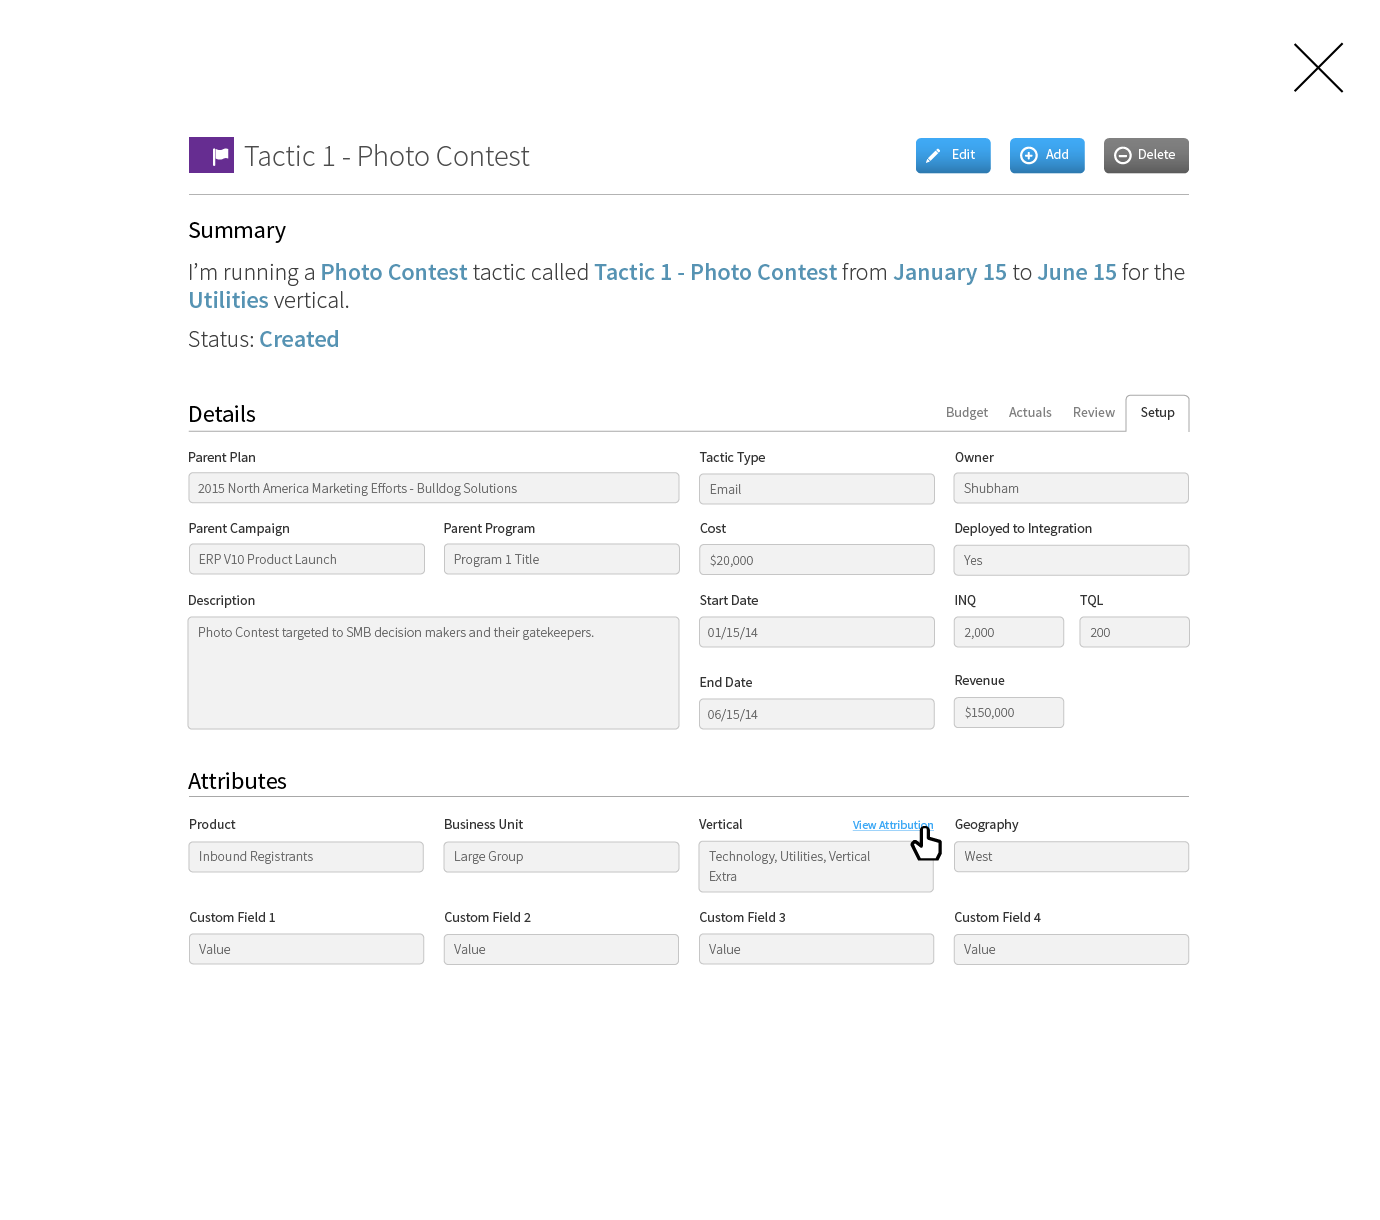 Tactic 1 - Photo Contest
Edit
Add
Delete
Summary
I'm running a Photo Contest tactic called Tactic 1 - Photo Contest from January 15 to June 15 for the
Utilities vertical.
Status: Created
Details
Budget
Actuals
Review
Setup
Parent Plan
Tactic Type
Owner
2015 North America Marketing Efforts - Bulldog Solutions
Email
Shubham
Parent Campaign
Parent Program
Cost
Deployed to Integration
ERP V10 Product Launch
Program 1 Title
$20,000
Yes
Description
Start Date
INQ
TQL
Photo Contest targeted to SMB decision makers and their gatekeepers.
01/15/14
2,000
200
End Date
Revenue
06/15/14
$150,000
Attributes
Product
Business Unit
Vertical
View Attribution
Geography
Inbound Registrants
Large Group
Technology, Utilities, Vertical
Extra
West
Custom Field 1
Custom Field 2
Custom Field 3
Custom Field 4
Value
Value
Value
Value